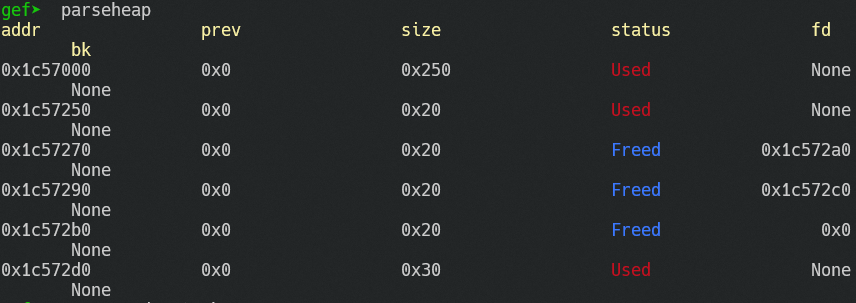 gef➤ parseheap
addr prev size status fd
bk
0x1c57000 0x0 0x250 Used None
None
0x1c57250 0x0 0x20 Used None
None
0x1c57270 0x0 0x20 Freed 0x1c572a0
None
0x1c57290 0x0 0x20 Freed 0x1c572c0
None
0x1c572b0 0x0 0x20 Freed 0x0
None
0x1c572d0 0x0 0x30 Used None
None